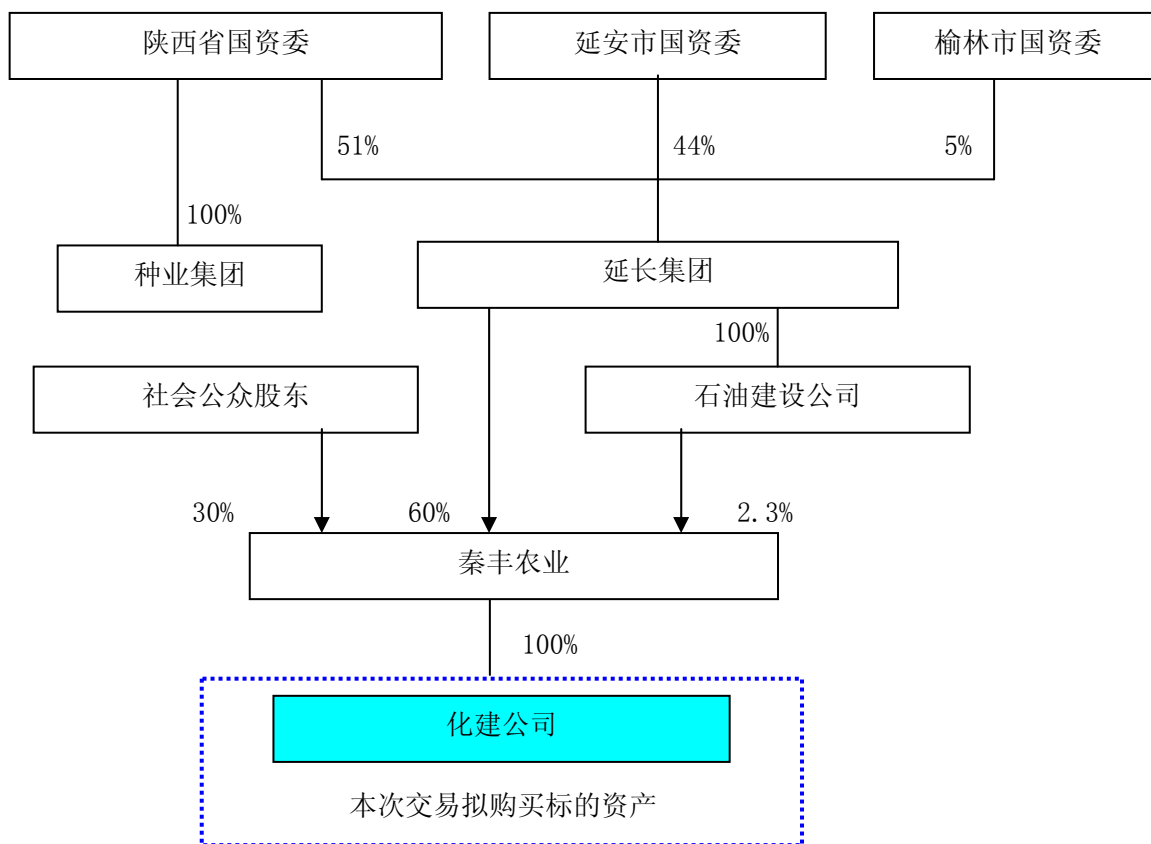 陕西省国资委
延安市国资委
榆林市国资委
51%
44%
5%
100%
种业集团
延长集团
100%
社会公众股东
石油建设公司
30%
60%
2.3%
秦丰农业
100%
化建公司
本次交易拟购买标的资产